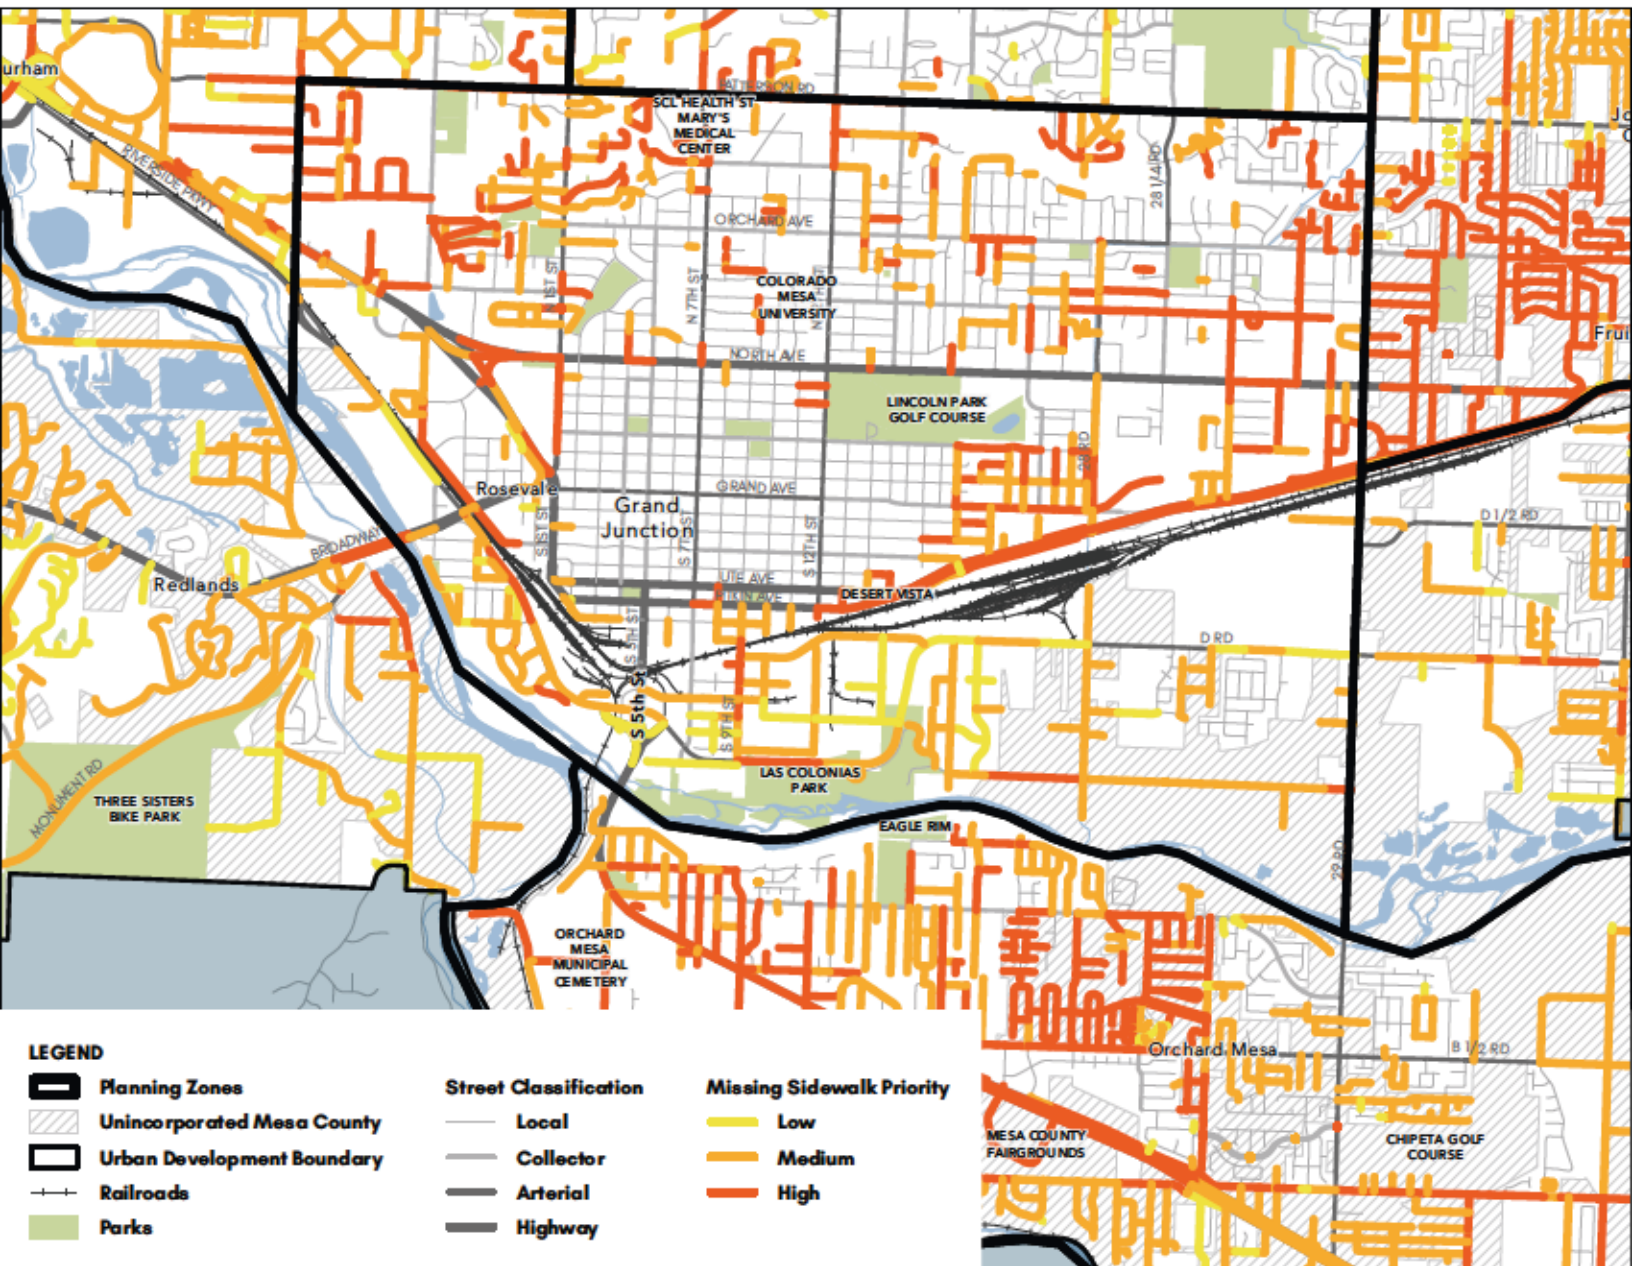 urham
PATTERSON RD
SCL HEALTH ST
MARY'S
MEDICAL
CENTER
RIVERSIDE PKWY
28 1/4 RD
ORCHARD AVE
N 1ST ST
N 7TH ST
COLORADO
MESA
UNIVERSITY
Frui
NORTH AVE
LINCOLN PARK
GOLF COURSE
28 RD
Rosevale
GRAND AVE
Grand
Junction
S 1ST ST
S 7TH ST
S 12TH ST
D 1/2 RD
BROADWAY
Redlands
UTE AVE
PITKIN AVE
DESERT VISTA
S 5TH ST
D RD
S 5th St
S 9TH ST
LAS COLONIAS
PARK
MONUMENT RD
THREE SISTERS
BIKE PARK
EAGLE RIM
29 RD
ORCHARD
MESA
MUNICIPAL
CEMETERY
Orchard Mesa
B 1/2 RD
MESA COUNTY
FAIRGROUNDS
CHIPETA GOLF
COURSE
LEGEND
Planning Zones
Unincorporated Mesa County
Urban Development Boundary
Railroads
Parks
Street Classification
Local
Collector
Arterial
Highway
Missing Sidewalk Priority
Low
Medium
High